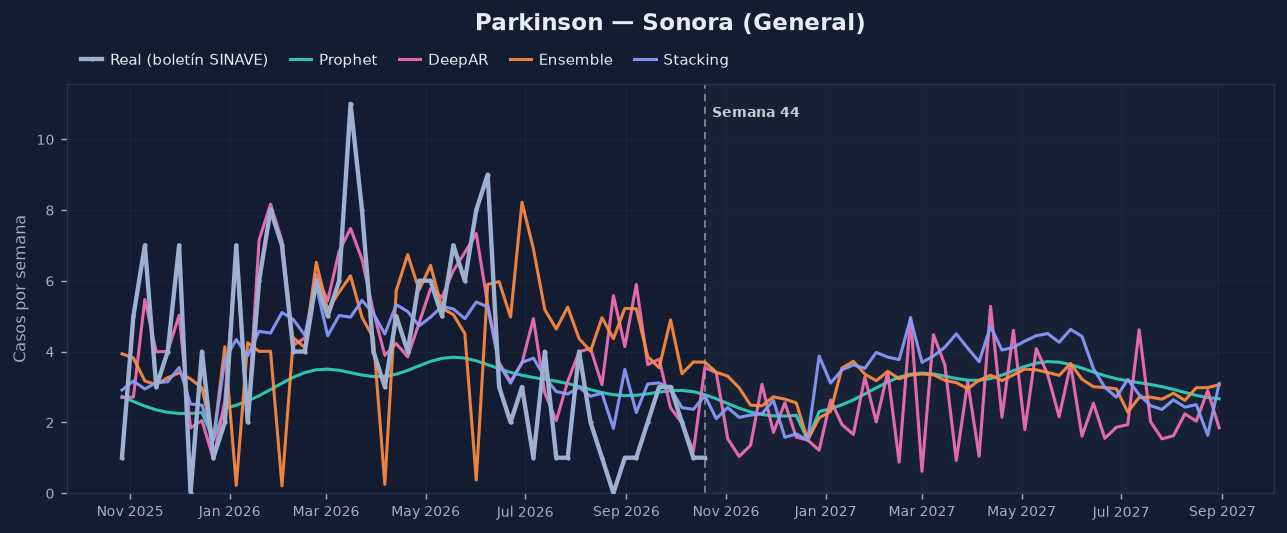 Parkinson — Sonora (General)
Real (boletín SINAVE) Prophet DeepAR Ensemble Stacking
Semana 44
Casos por semana
10
8
6
4
2
0
Nov 2025 Jan 2026 Mar 2026 May 2026 Jul 2026 Sep 2026 Nov 2026 Jan 2027 Mar 2027 May 2027 Jul 2027 Sep 2027